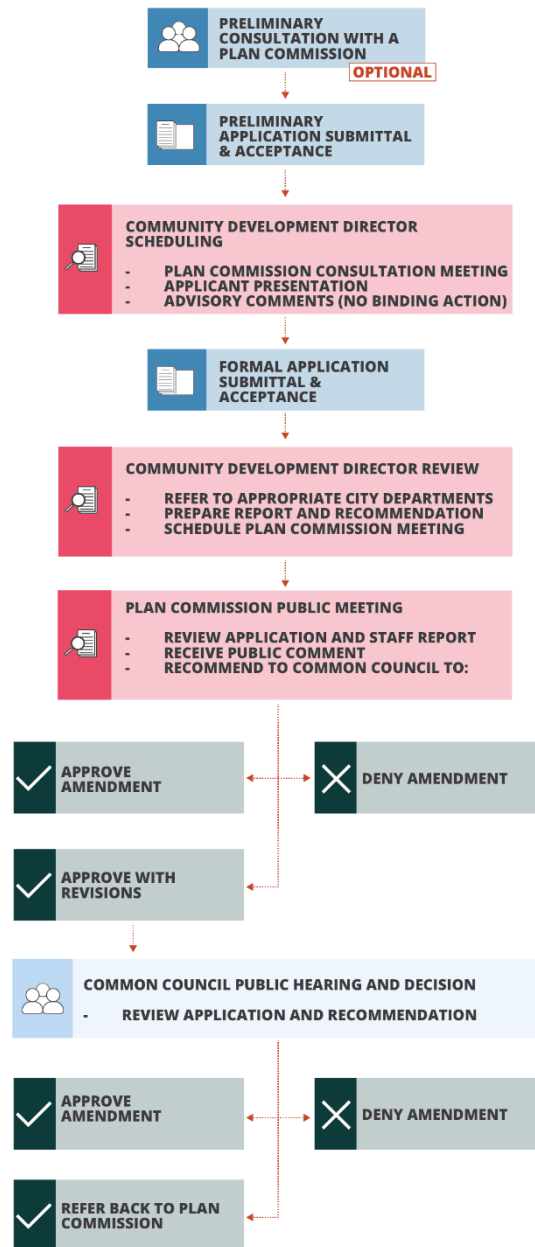 PRELIMINARY
CONSULTATION WITH A
PLAN COMMISSION
OPTIONAL
PRELIMINARY
APPLICATION SUBMITTAL
& ACCEPTANCE
COMMUNITY DEVELOPMENT DIRECTOR
SCHEDULING
- PLAN COMMISSION CONSULTATION MEETING
- APPLICANT PRESENTATION
- ADVISORY COMMENTS (NO BINDING ACTION)
FORMAL APPLICATION
SUBMITTAL &
ACCEPTANCE
COMMUNITY DEVELOPMENT DIRECTOR REVIEW
- REFER TO APPROPRIATE CITY DEPARTMENTS
- PREPARE REPORT AND RECOMMENDATION
- SCHEDULE PLAN COMMISSION MEETING
PLAN COMMISSION PUBLIC MEETING
- REVIEW APPLICATION AND STAFF REPORT
- RECEIVE PUBLIC COMMENT
- RECOMMEND TO COMMON COUNCIL TO:
APPROVE
AMENDMENT
DENY AMENDMENT
APPROVE WITH
REVISIONS
COMMON COUNCIL PUBLIC HEARING AND DECISION
- REVIEW APPLICATION AND RECOMMENDATION
APPROVE
AMENDMENT
DENY AMENDMENT
REFER BACK TO PLAN
COMMISSION